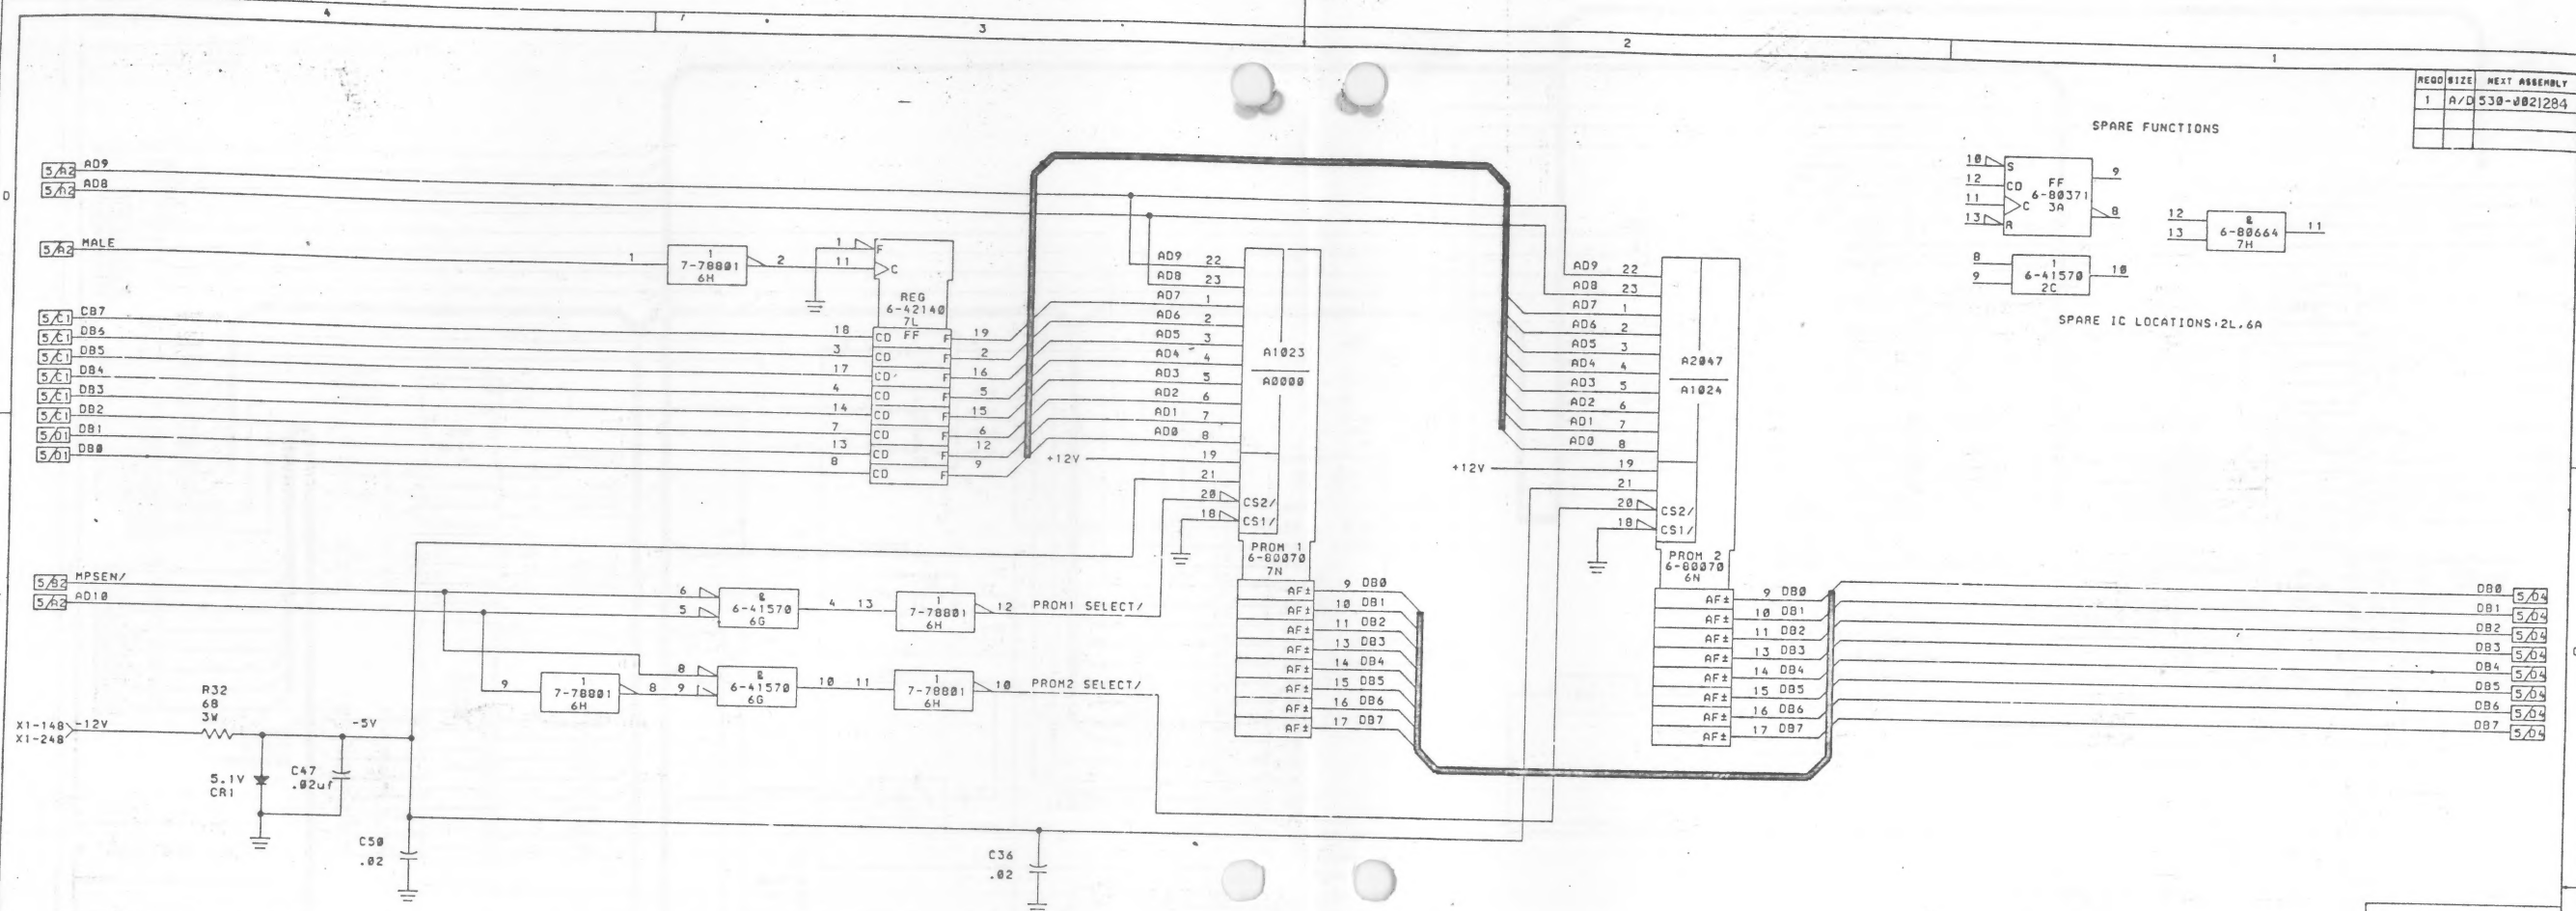 4
3
2
1
REQD SIZE NEXT ASSEMBLY
1 A/D 530-0021284
SPARE FUNCTIONS
10 S
12 CD FF 9
6-80371
11 C 3A
13 R 8
12 & 11
13 6-80664
7H
8 1 10
9 6-41570
2C
SPARE IC LOCATIONS:2L,6A
D
5/A2 AD9
5/A2 AD8
5/A2 MALE
1 1 2
7-78801
6H
1 F
11 C
REG
6-42140
7L
FF
5/C1 CB7 18 CD F 19
5/C1 DB6 3 CD F 2
5/C1 DB5 17 CD F 16
5/C1 DB4 4 CD F 5
5/C1 DB3 14 CD F 15
5/C1 DB2 7 CD F 6
5/D1 DB1 13 CD F 12
5/D1 DB0 8 CD F 9
AD9 22
AD8 23
AD7 1
AD6 2
AD5 3
AD4 4
AD3 5
AD2 6
AD1 7
AD0 8
+12V 19
21
20 CS2/
18 CS1/
A1023
A0000
PROM 1
6-80070
7N
AF± 9 DB0
AF± 10 DB1
AF± 11 DB2
AF± 13 DB3
AF± 14 DB4
AF± 15 DB5
AF± 16 DB6
AF± 17 DB7
AD9 22
AD8 23
AD7 1
AD6 2
AD5 3
AD4 4
AD3 5
AD2 6
AD1 7
AD0 8
+12V 19
21
20 CS2/
18 CS1/
A2047
A1024
PROM 2
6-80070
6N
AF± 9 DB0
AF± 10 DB1
AF± 11 DB2
AF± 13 DB3
AF± 14 DB4
AF± 15 DB5
AF± 16 DB6
AF± 17 DB7
DB0 5/D4
DB1 5/D4
DB2 5/D4
DB3 5/D4
DB4 5/D4
DB5 5/D4
DB6 5/D4
DB7 5/D4
5/B2 MPSEN/
5/A2 AD10
6 & 4
5 6-41570
6G
13 1 12 PROM1 SELECT/
7-78801
6H
9 1 8
7-78801
6H
8 & 10
9 6-41570
6G
11 1 10 PROM2 SELECT/
7-78801
6H
X1-148 -12V
X1-248
R32
68
3W
-5V
5.1V
CR1
C47
.02uf
C50
.02
C36
.02